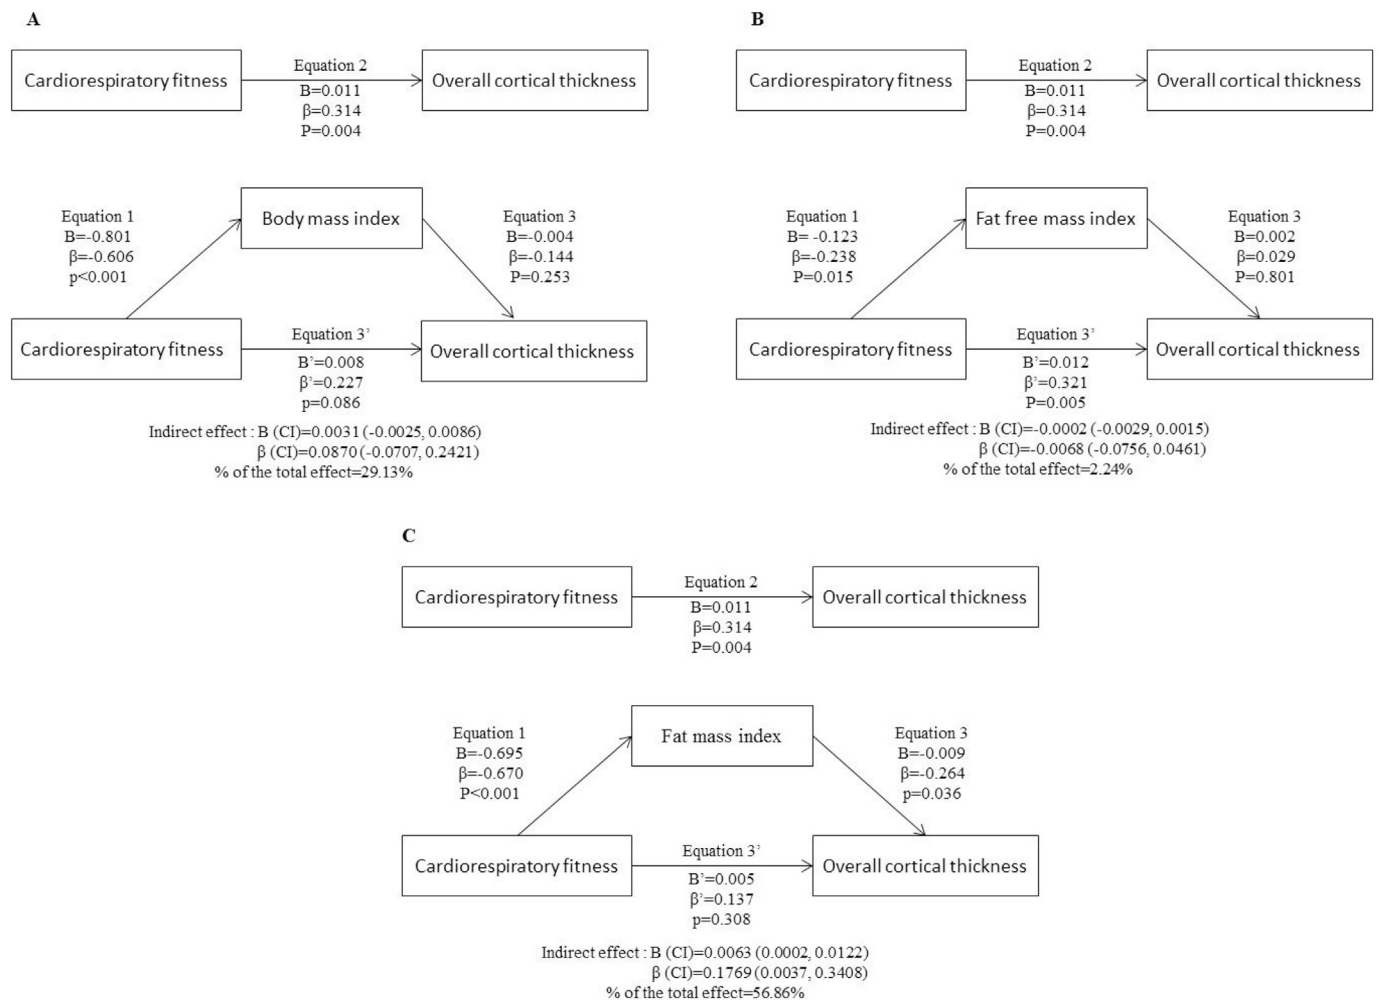 A
Equation 2
Cardiorespiratory fitness
Overall cortical thickness
B=0.011
β=0.314
P=0.004
Equation 1
B=-0.801
β=-0.606
p<0.001
Body mass index
Equation 3
B=-0.004
β=-0.144
P=0.253
Cardiorespiratory fitness
Equation 3’
B’=0.008
β’=0.227
p=0.086
Overall cortical thickness
Indirect effect : B (CI)=0.0031 (-0.0025, 0.0086)
β (CI)=0.0870 (-0.0707, 0.2421)
% of the total effect=29.13%
B
Equation 2
Cardiorespiratory fitness
Overall cortical thickness
B=0.011
β=0.314
P=0.004
Equation 1
B= -0.123
β=-0.238
P=0.015
Fat free mass index
Equation 3
B=0.002
β=0.029
P=0.801
Cardiorespiratory fitness
Equation 3’
B’=0.012
β’=0.321
P=0.005
Overall cortical thickness
Indirect effect : B (CI)=-0.0002 (-0.0029, 0.0015)
β (CI)=-0.0068 (-0.0756, 0.0461)
% of the total effect=2.24%
C
Equation 2
Cardiorespiratory fitness
Overall cortical thickness
B=0.011
β=0.314
P=0.004
Equation 1
B=-0.695
β=-0.670
P<0.001
Fat mass index
Equation 3
B=-0.009
β=-0.264
p=0.036
Cardiorespiratory fitness
Equation 3’
B’=0.005
β’=0.137
p=0.308
Overall cortical thickness
Indirect effect : B (CI)=0.0063 (0.0002, 0.0122)
β (CI)=0.1769 (0.0037, 0.3408)
% of the total effect=56.86%